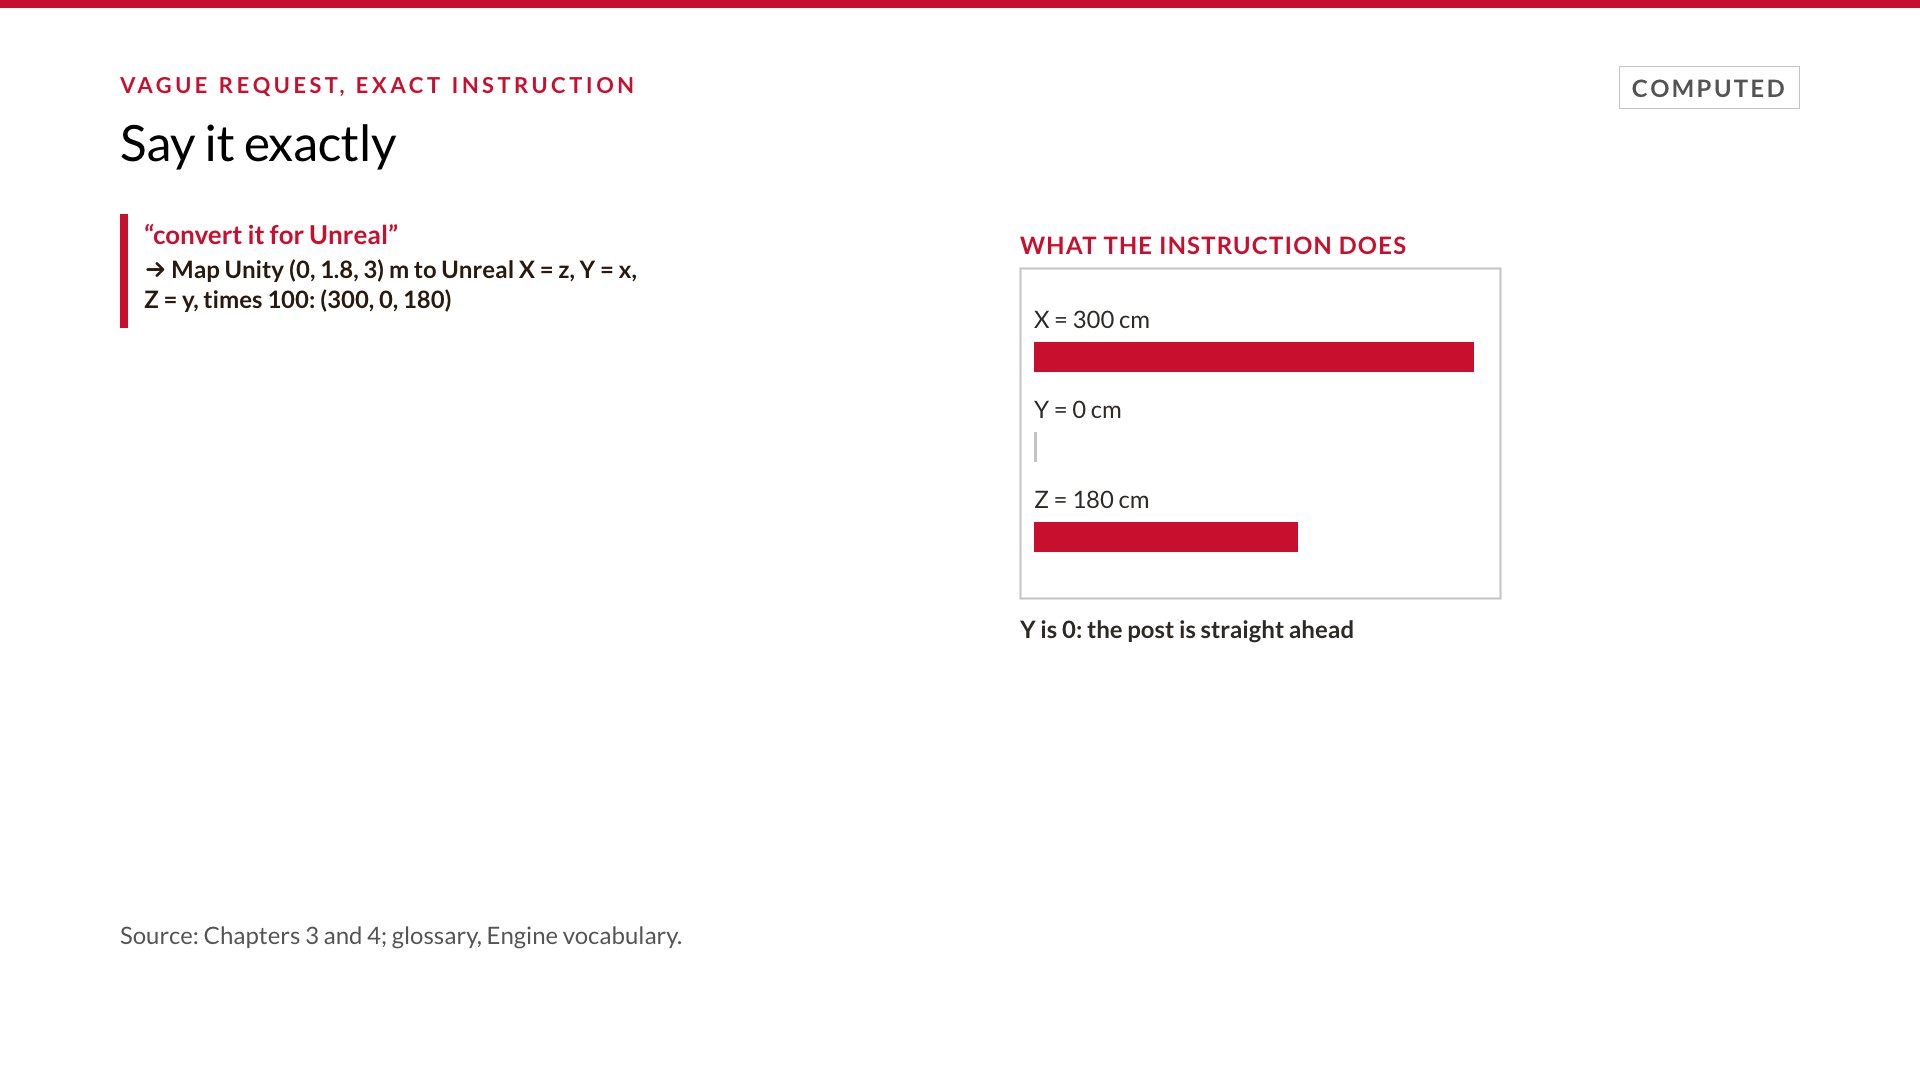 VAGUE REQUEST, EXACT INSTRUCTION
COMPUTED
Say it exactly
“convert it for Unreal”
→ Map Unity (0, 1.8, 3) m to Unreal X = z, Y = x,
Z = y, times 100: (300, 0, 180)
WHAT THE INSTRUCTION DOES
X = 300 cm
Y = 0 cm
Z = 180 cm
Y is 0: the post is straight ahead
Source: Chapters 3 and 4; glossary, Engine vocabulary.